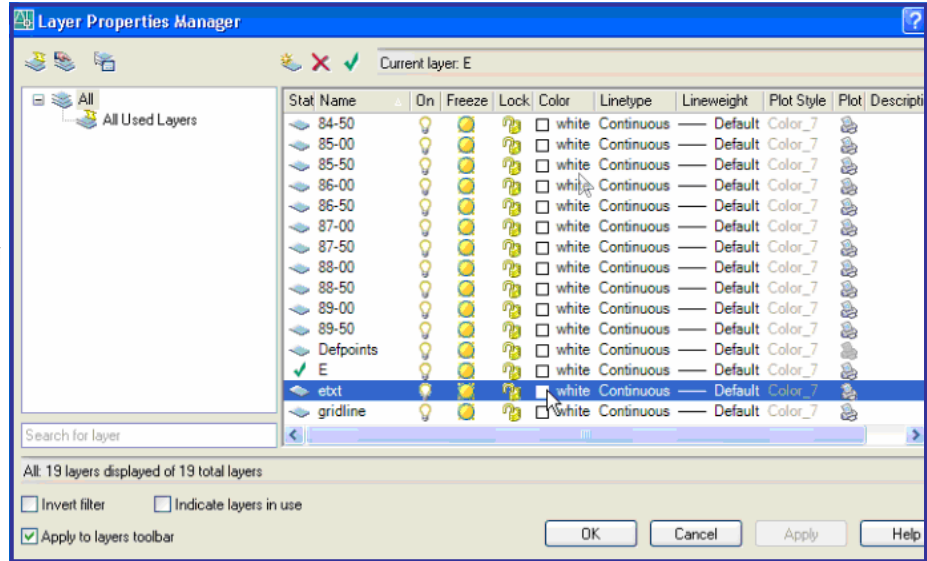 Layer Properties Manager
?
Current layer: E
All
All Used Layers
Stat Name On Freeze Lock Color Linetype Lineweight Plot Style Plot Descripti
84-50 white Continuous Default Color_7
85-00 white Continuous Default Color_7
85-50 white Continuous Default Color_7
86-00 white Continuous Default Color_7
86-50 white Continuous Default Color_7
87-00 white Continuous Default Color_7
87-50 white Continuous Default Color_7
88-00 white Continuous Default Color_7
88-50 white Continuous Default Color_7
89-00 white Continuous Default Color_7
89-50 white Continuous Default Color_7
Defpoints white Continuous Default Color_7
E white Continuous Default Color_7
etxt white Continuous Default Color_7
gridline white Continuous Default Color_7
Search for layer
All: 19 layers displayed of 19 total layers
Invert filter Indicate layers in use
Apply to layers toolbar OK Cancel Apply Help